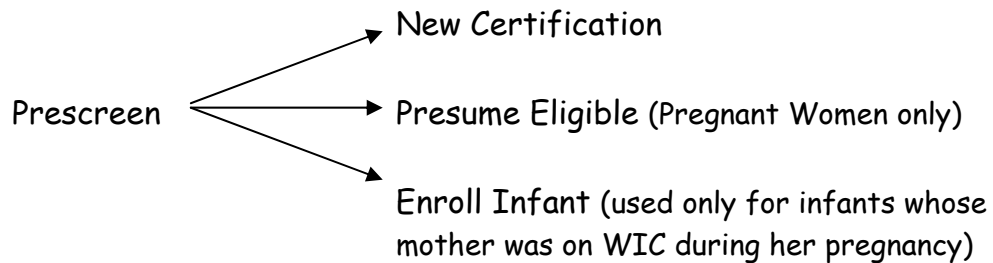 New Certification
Prescreen
Presume Eligible (Pregnant Women only)
Enroll Infant (used only for infants whose
mother was on WIC during her pregnancy)